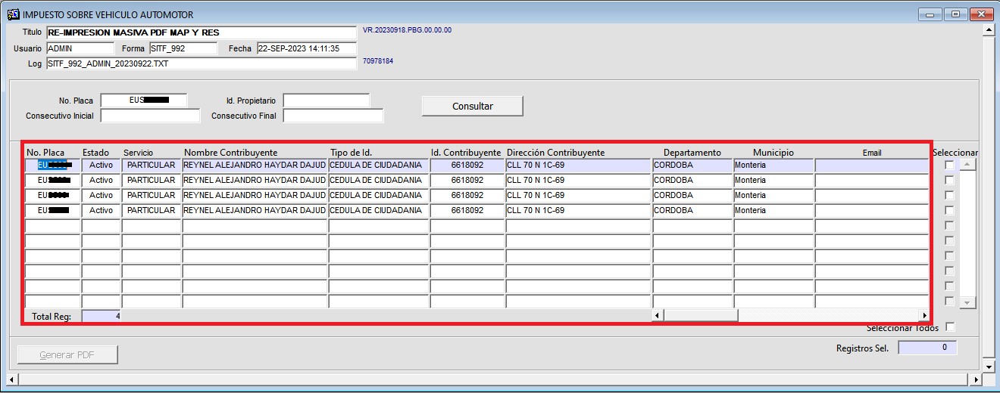 IMPUESTO SOBRE VEHICULO AUTOMOTOR
Titulo RE-IMPRESION MASIVA PDF MAP Y RES VR.20230918.PBG.00.00.00
Usuario ADMIN Forma SITF_992 Fecha 22-SEP-2023 14:11:35
Log SITF_992_ADMIN_20230922.TXT 70978184
No. Placa EUS Id. Propietario Consultar
Consecutivo Inicial Consecutivo Final
No. Placa Estado Servicio Nombre Contribuyente Tipo de Id. Id. Contribuyente Dirección Contribuyente Departamento Municipio Email Seleccionar
EU Activo PARTICULAR REYNEL ALEJANDRO HAYDAR DAJUD CEDULA DE CIUDADANIA 6618092 CLL 70 N 1C-69 CORDOBA Monteria
EU Activo PARTICULAR REYNEL ALEJANDRO HAYDAR DAJUD CEDULA DE CIUDADANIA 6618092 CLL 70 N 1C-69 CORDOBA Monteria
EU Activo PARTICULAR REYNEL ALEJANDRO HAYDAR DAJUD CEDULA DE CIUDADANIA 6618092 CLL 70 N 1C-69 CORDOBA Monteria
EU Activo PARTICULAR REYNEL ALEJANDRO HAYDAR DAJUD CEDULA DE CIUDADANIA 6618092 CLL 70 N 1C-69 CORDOBA Monteria
Total Reg: 4
Seleccionar Todos
Generar PDF Registros Sel. 0